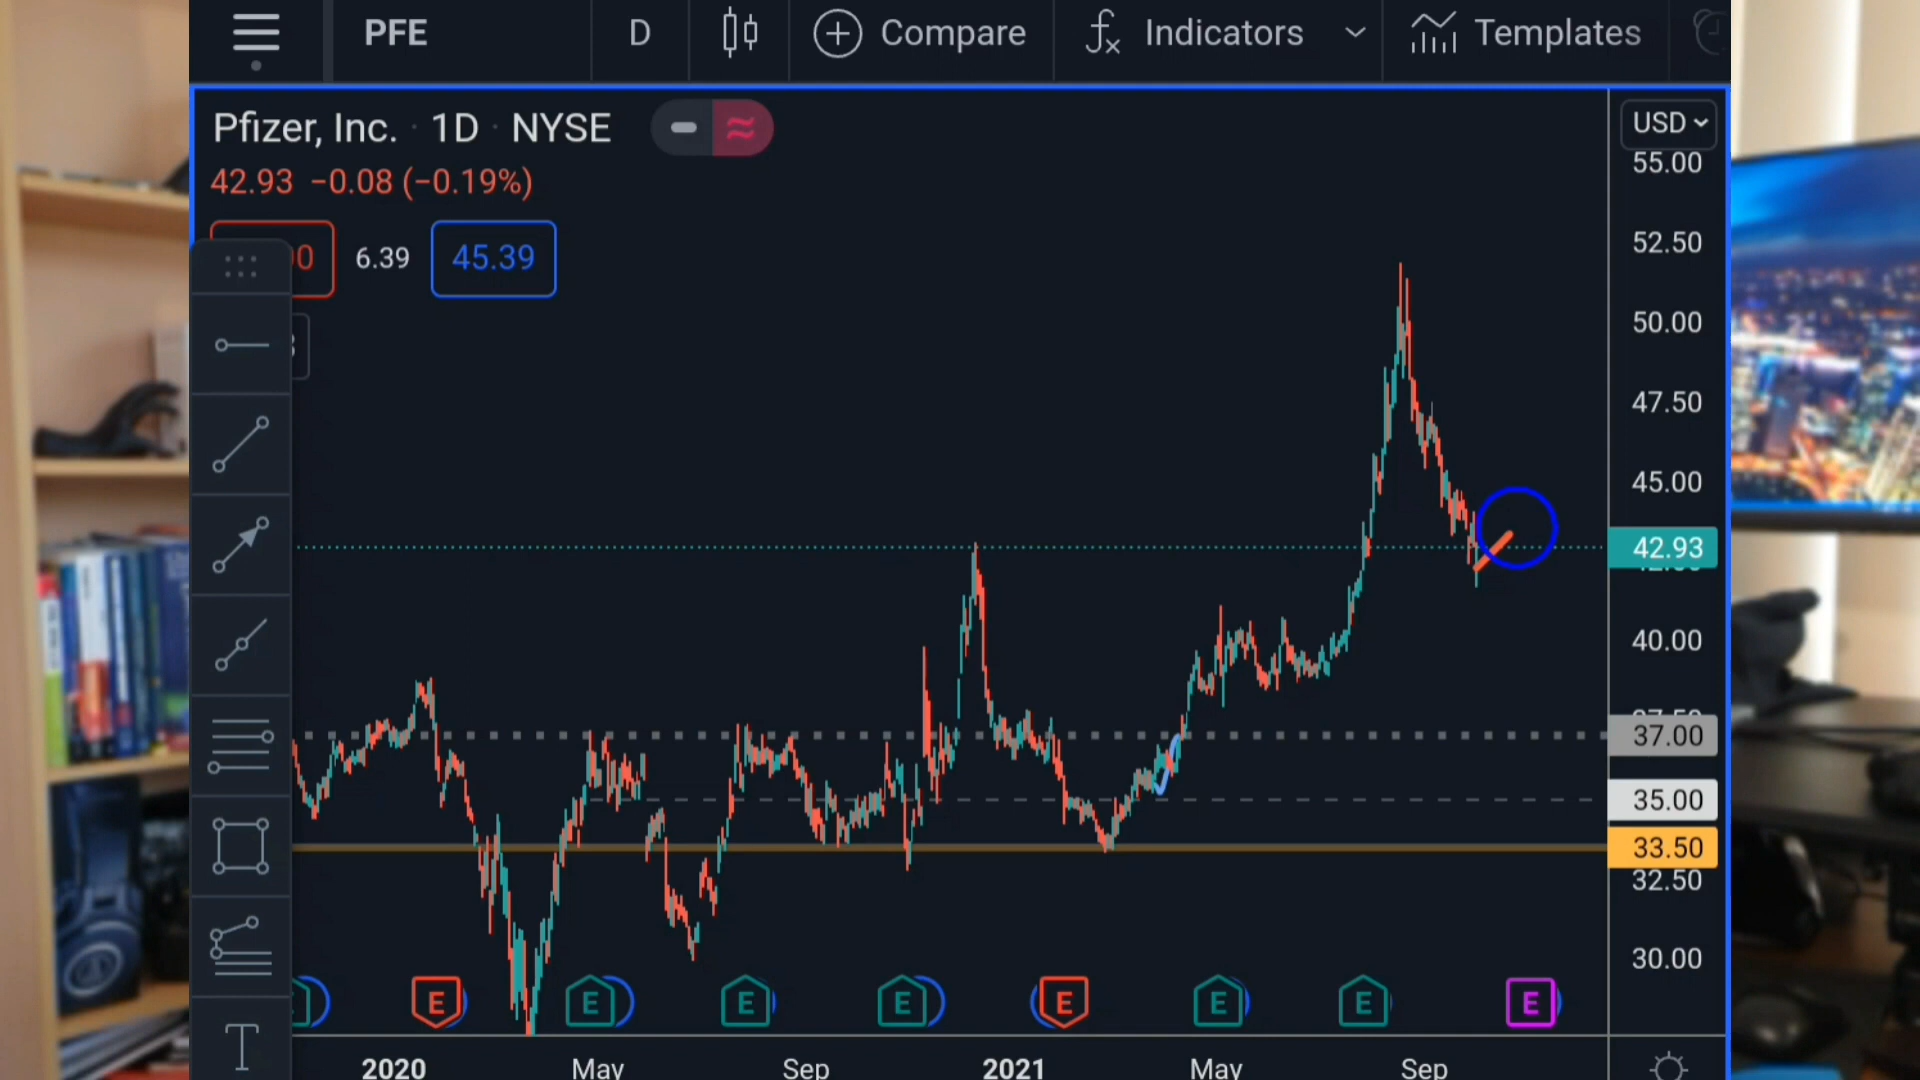 PFE D Compare Indicators Templates
Pfizer, Inc. · 1D · NYSE
USD
42.93 −0.08 (−0.19%)
6.39 45.39
55.00
52.50
50.00
47.50
45.00
42.93
40.00
37.00
35.00
33.50
32.50
30.00
E E E E E E E E
2020 May Sep 2021 May Sep
T